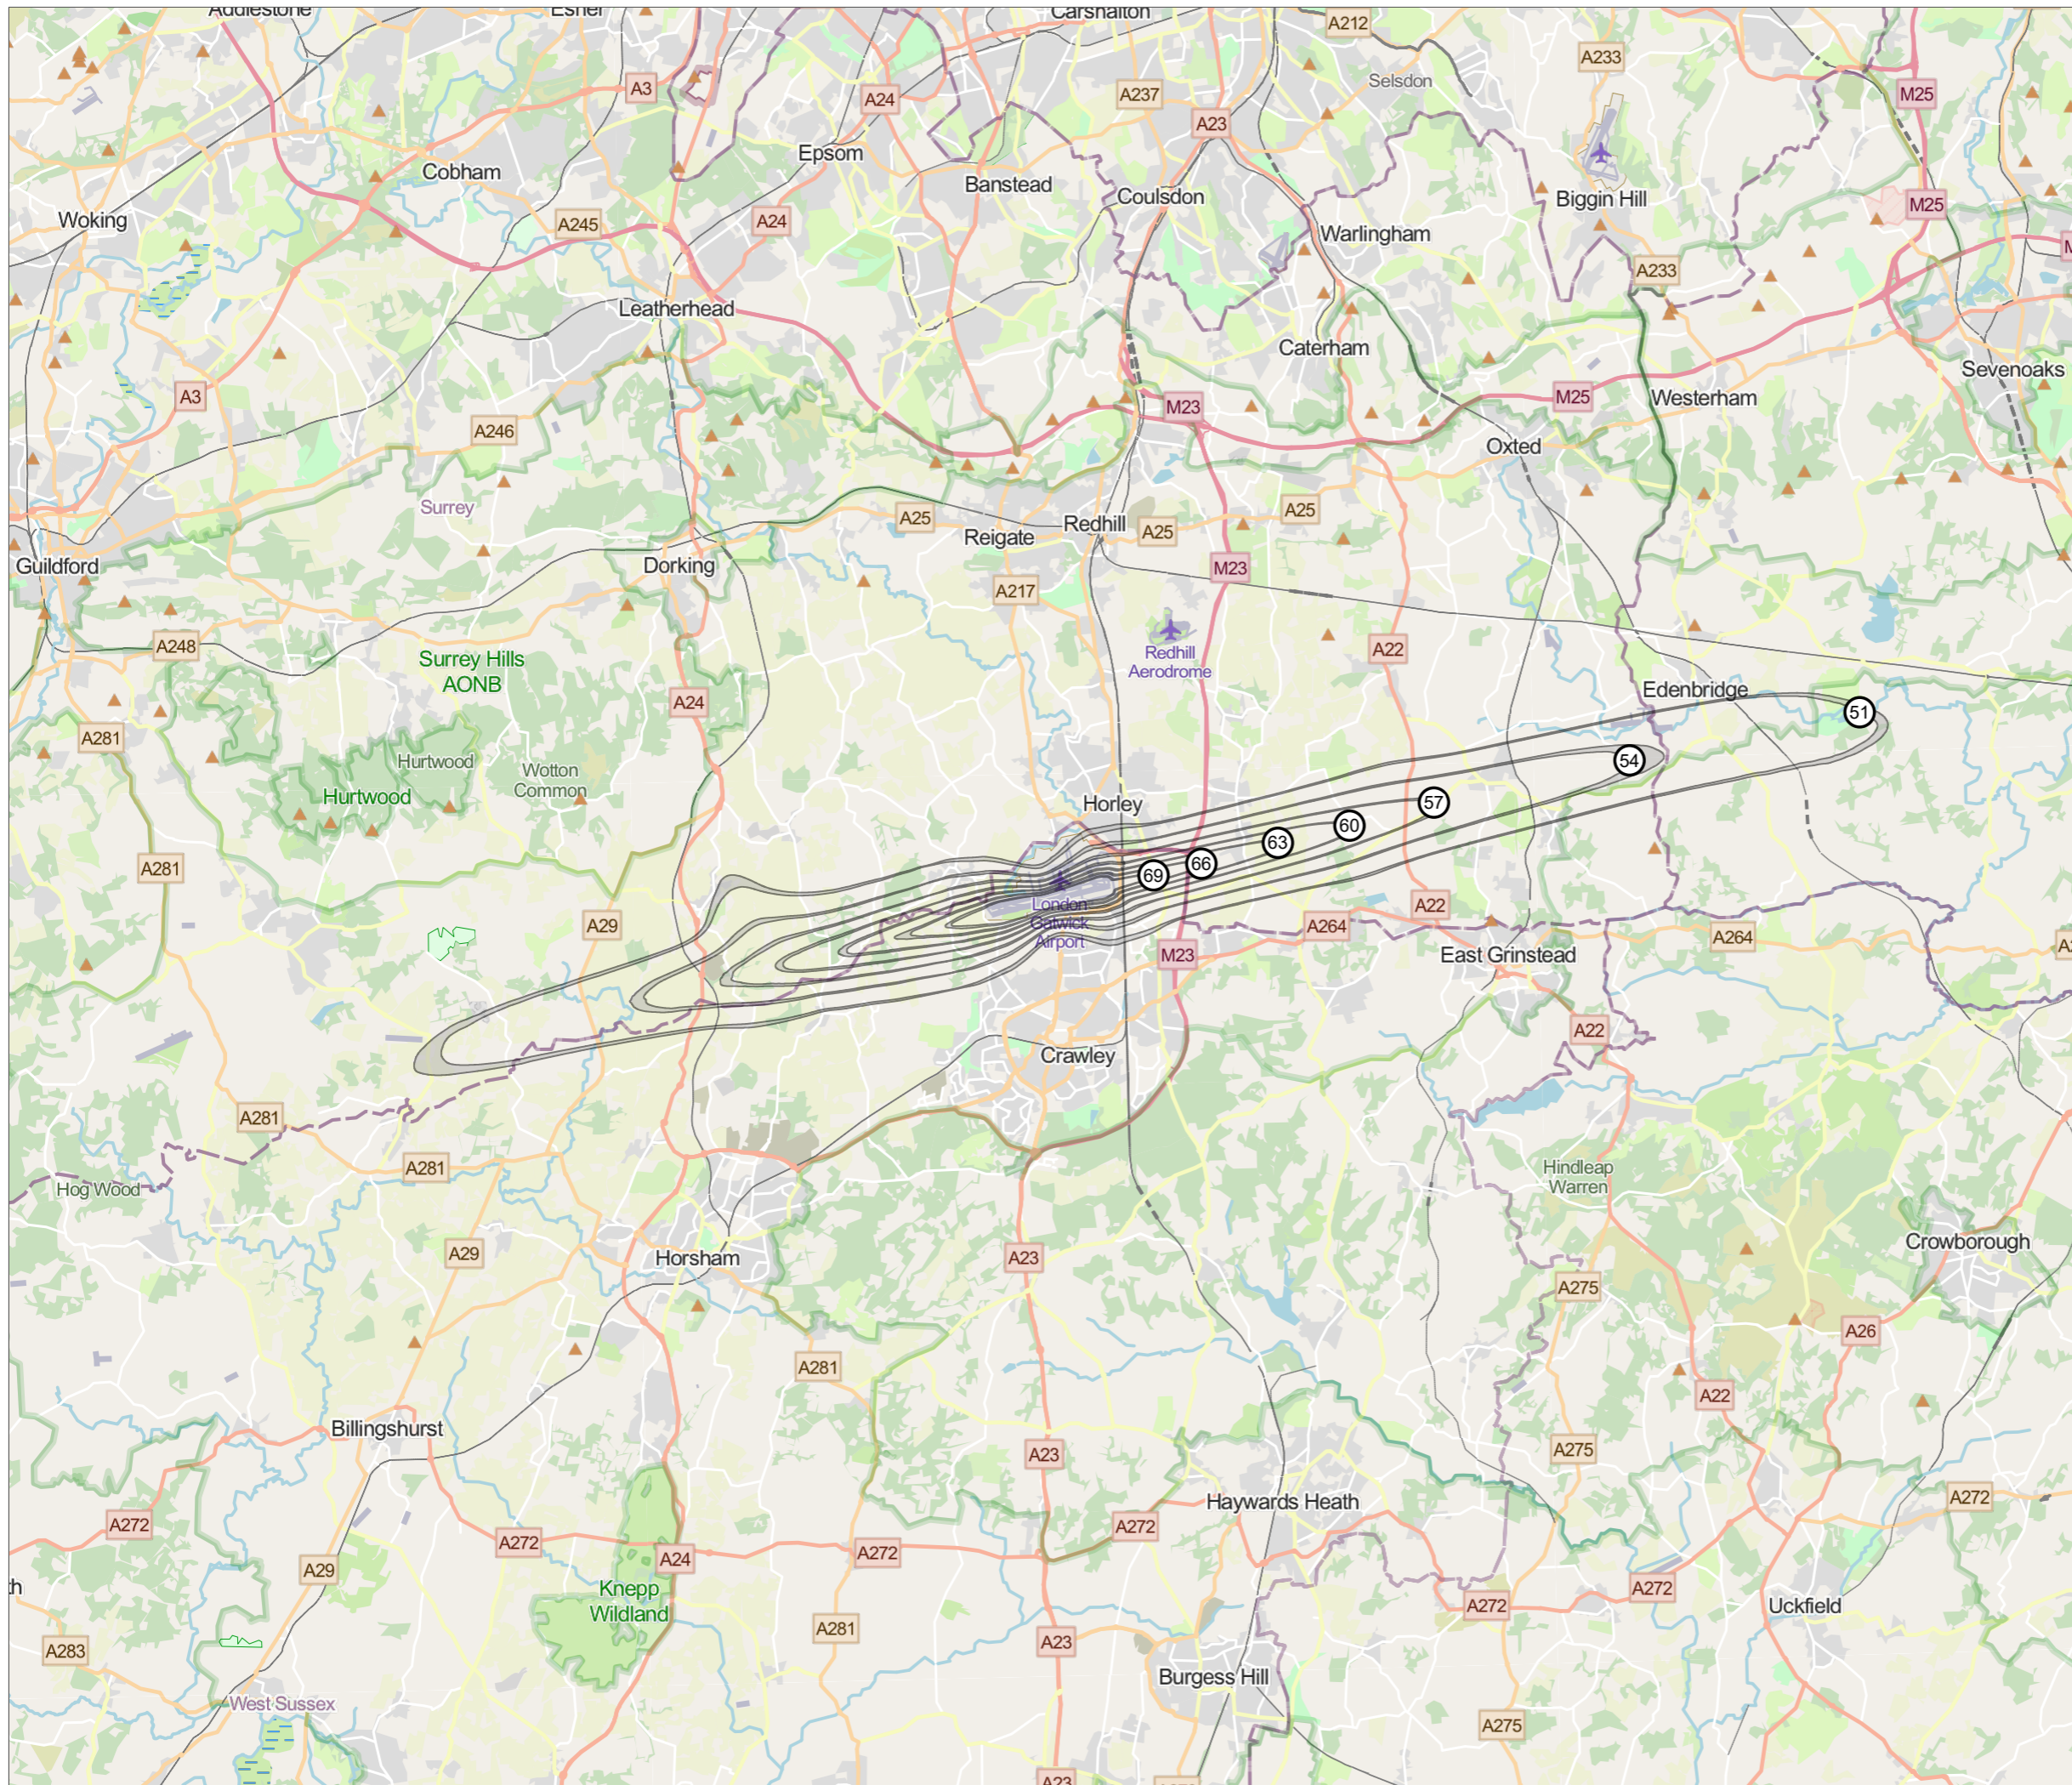 Addlestone
Esher
Carshalton
A212
A233
Selsdon
A3
A24
A237
M25
A23
Epsom
Cobham
Banstead
Coulsdon
Biggin Hill
M25
Woking
A245
A24
Warlingham
A233
Leatherhead
Caterham
Sevenoaks
A3
M23
M25
Westerham
A246
Oxted
Surrey
A25
Redhill
A25
A25
Reigate
Guildford
Dorking
M23
A217
A248
Surrey Hills
AONB
Redhill
Aerodrome
A22
Edenbridge
A24
51
A281
Hurtwood
Wotton
Common
54
Hurtwood
Horley
57
60
63
A281
66
69
London
Gatwick
Airport
A22
A29
A264
A264
M23
East Grinstead
A22
Crawley
A281
A281
Hog Wood
Hindleap
Warren
A29
Horsham
A23
Crowborough
A275
A26
A281
A22
Billingshurst
A23
A275
Haywards Heath
A272
A272
A272
A272
A24
A272
A29
Knepp
Wildland
A272
A272
Uckfield
A283
A281
A23
Burgess Hill
West Sussex
A275
A23